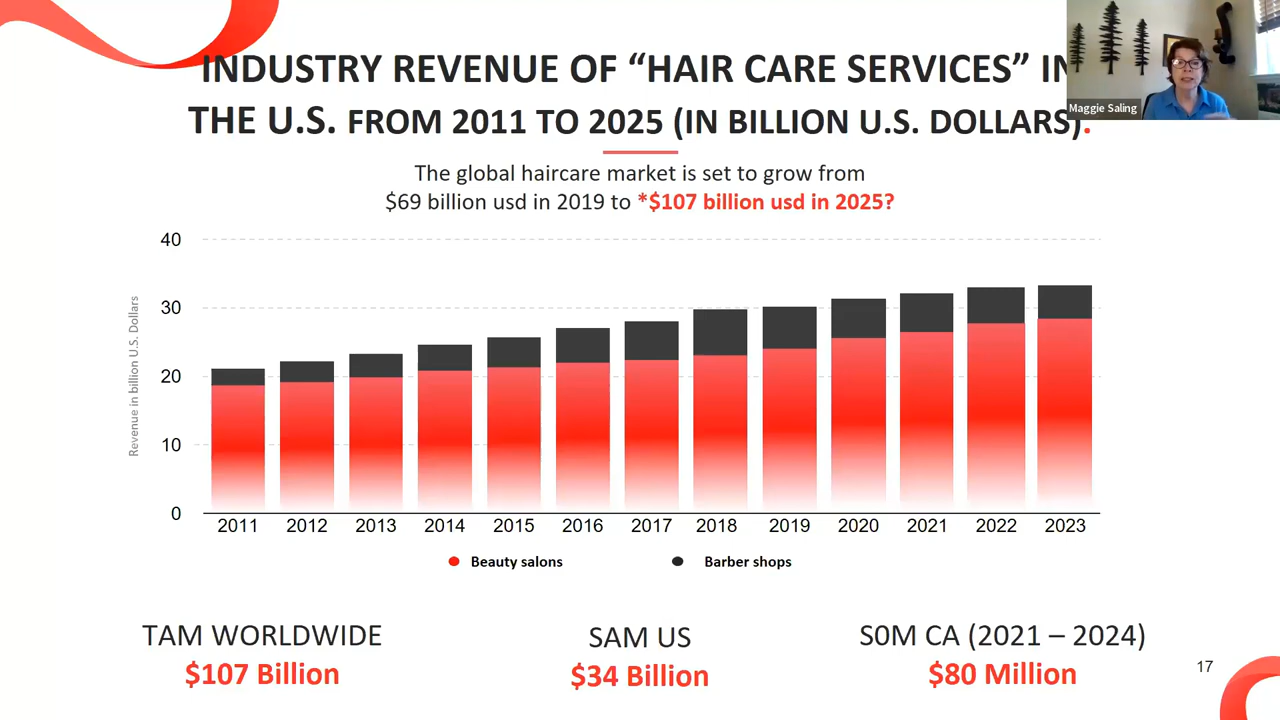 INDUSTRY REVENUE OF “HAIR CARE SERVICES” IN
THE U.S. FROM 2011 TO 2025 (IN BILLION U.S. DOLLARS).
Maggie Saling
The global haircare market is set to grow from
$69 billion usd in 2019 to *$107 billion usd in 2025?
Revenue in billion U.S. Dollars
40
30
20
10
0
2011 2012 2013 2014 2015 2016 2017 2018 2019 2020 2021 2022 2023
Beauty salons Barber shops
TAM WORLDWIDE
$107 Billion
SAM US
$34 Billion
S0M CA (2021 – 2024)
$80 Million
17